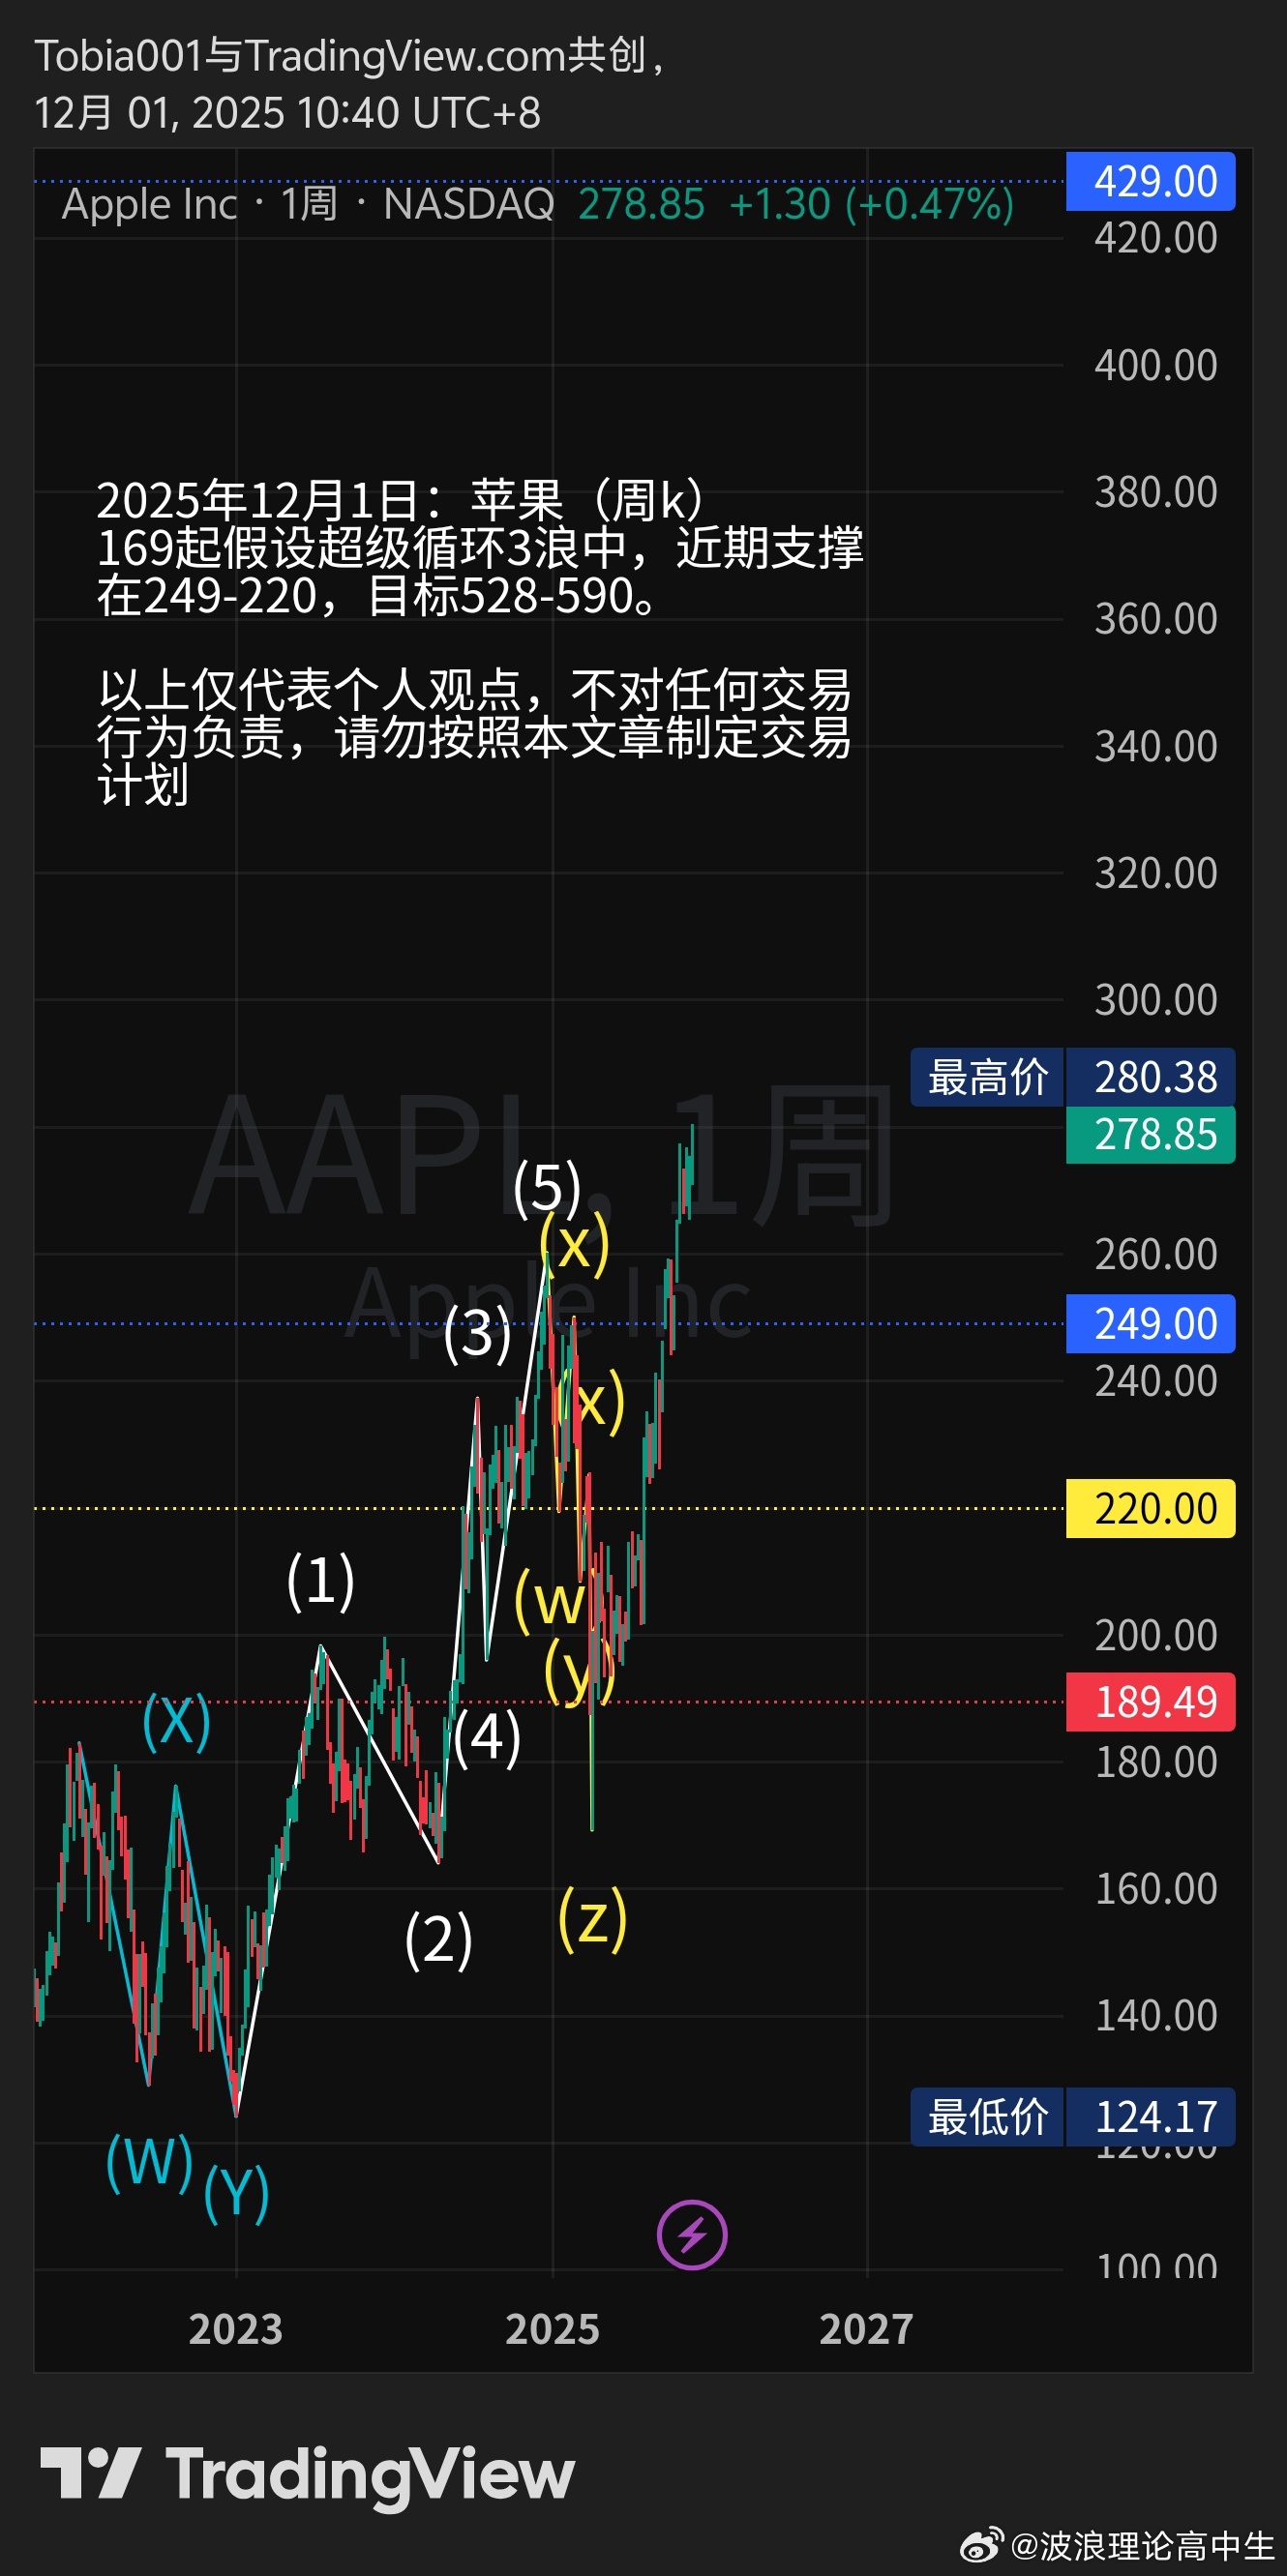 Tobia001与TradingView.com共创，
12月 01, 2025 10:40 UTC+8
Apple Inc · 1周 · NASDAQ 278.85 +1.30 (+0.47%)
429.00
420.00
400.00
380.00
2025年12月1日：苹果（周k）
169起假设超级循环3浪中，近期支撑
在249-220，目标528-590。
360.00
以上仅代表个人观点，不对任何交易
行为负责，请勿按照本文章制定交易
计划
340.00
320.00
300.00
最高价 280.38
278.85
AAPL, 1周
Apple Inc
(5)
(x)
260.00
(3)
249.00
240.00
(x)
220.00
(1)
(w)
200.00
(y)
189.49
(X)
(4)
180.00
160.00
(z)
(2)
140.00
最低价 124.17
120.00
(W)
(Y)
100.00
2023
2025
2027
TradingView
@波浪理论高中生